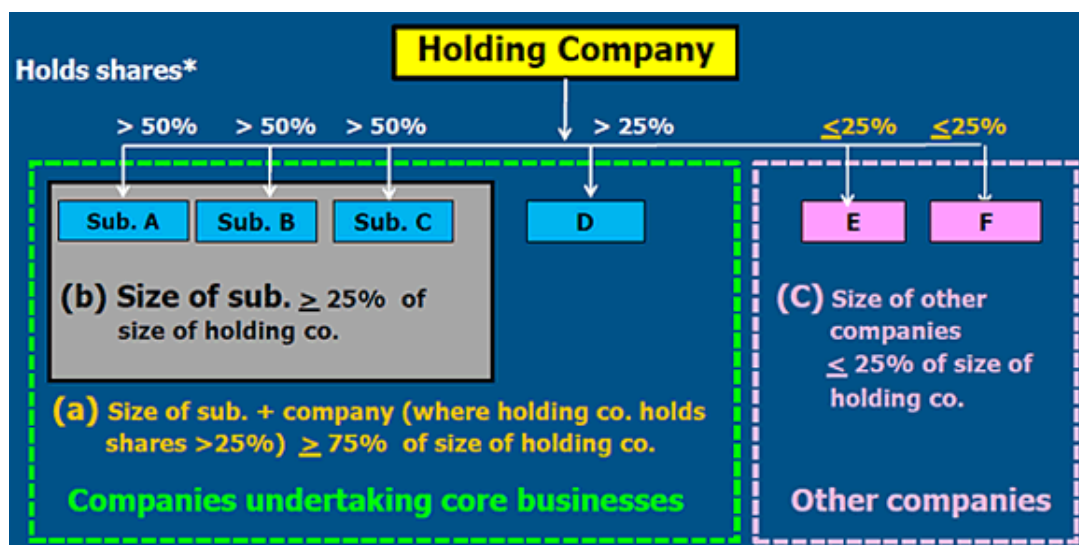 Holding Company
Holds shares*
> 50% > 50% > 50% > 25% ≤25% ≤25%
Sub. A Sub. B Sub. C D E F
(b) Size of sub. ≥ 25% of
size of holding co.
(C) Size of other
companies
≤ 25% of size of
holding co.
(a) Size of sub. + company (where holding co. holds
shares >25%) ≥ 75% of size of holding co.
Companies undertaking core businesses
Other companies